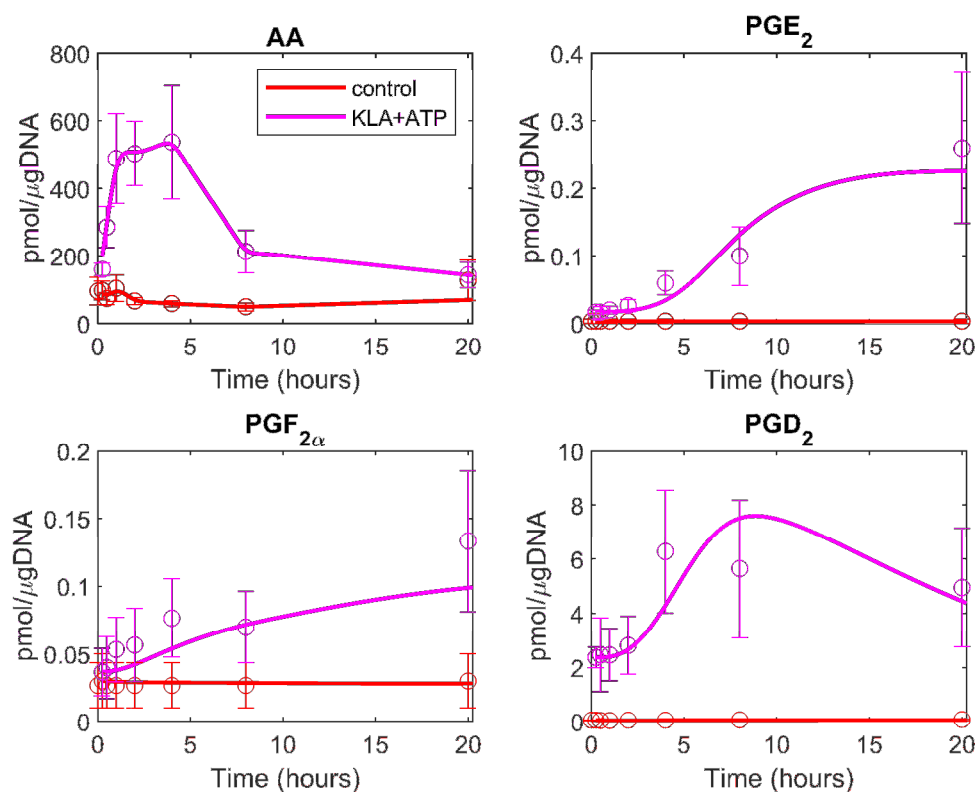 AA
800
600
400
200
0
pmol/μgDNA
control
KLA+ATP
0 5 10 15 20
Time (hours)
PGE2
0.4
0.3
0.2
0.1
0
pmol/μgDNA
0 5 10 15 20
Time (hours)
PGF2α
0.2
0.15
0.1
0.05
0
pmol/μgDNA
0 5 10 15 20
Time (hours)
PGD2
10
8
6
4
2
0
pmol/μgDNA
0 5 10 15 20
Time (hours)